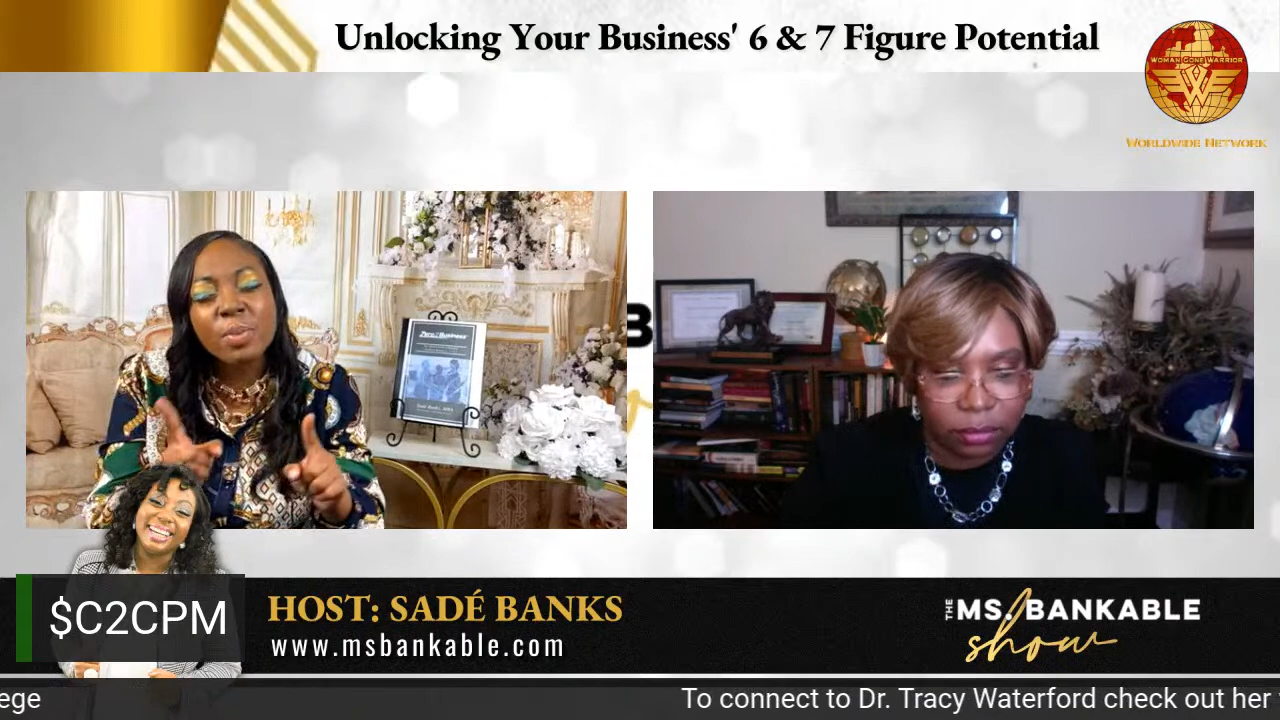 Unlocking Your Business' 6 & 7 Figure Potential
WOMAN GONE WARRIOR
WORLDWIDE NETWORK
B
$C2CPM
HOST: SADÉ BANKS
www.msbankable.com
THE MS. BANKABLE
show
ege
To connect to Dr. Tracy Waterford check out her